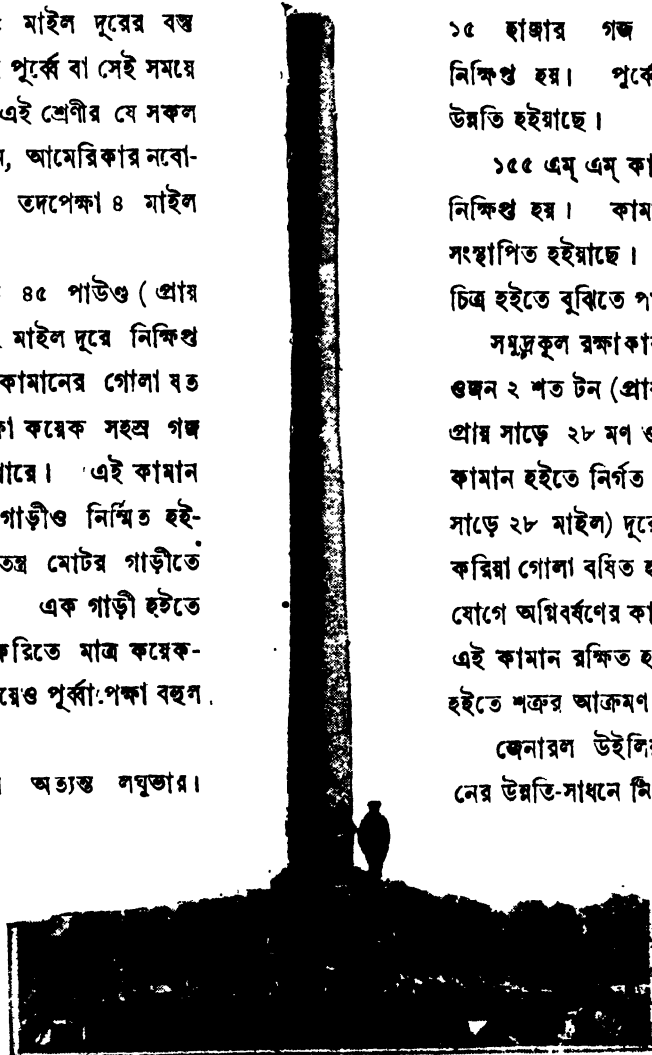 মাইল দূরের বস্তু
পূর্ব্বে বা সেই সময়ে
এই শ্রেণীর যে সকল
আমেরিকার নবো-
তদপেক্ষা ৪ মাইল
৪৫ পাউণ্ড ( প্রায়
মাইল দূরে নিক্ষিপ্ত
কামানের গোলা যত
কয়েক সহস্র গজ
এই কামান
গাড়ীও নির্ম্মিত হই-
মোটর গাড়ীতে
এক গাড়ী হইতে
করিতে মাত্র কয়েক-
পূর্ব্বাপেক্ষা বহুল
অত্যন্ত লঘুভার।
১৫ হাজার গজ
নিক্ষিপ্ত হয়। পূর্ব্বে
উন্নতি হইয়াছে।
১৫৫ এম্ এম্ কা
নিক্ষিপ্ত হয়। কাম
সংস্থাপিত হইয়াছে।
চিত্র হইতে বুঝিতে
সমুদ্রকূল রক্ষাকা
ওজন ২ শত টন (প্রায়
প্রায় সাড়ে ২৮ মণ
কামান হইতে নির্গত
সাড়ে ২৮ মাইল) দূরে
করিয়া গোলা বর্ষিত
যোগে অগ্নিবর্ষণের কা
এই কামান রক্ষিত
হইতে শত্রুর আক্রমণ
জেনারল উইলি
নের উন্নতি-সাধনে